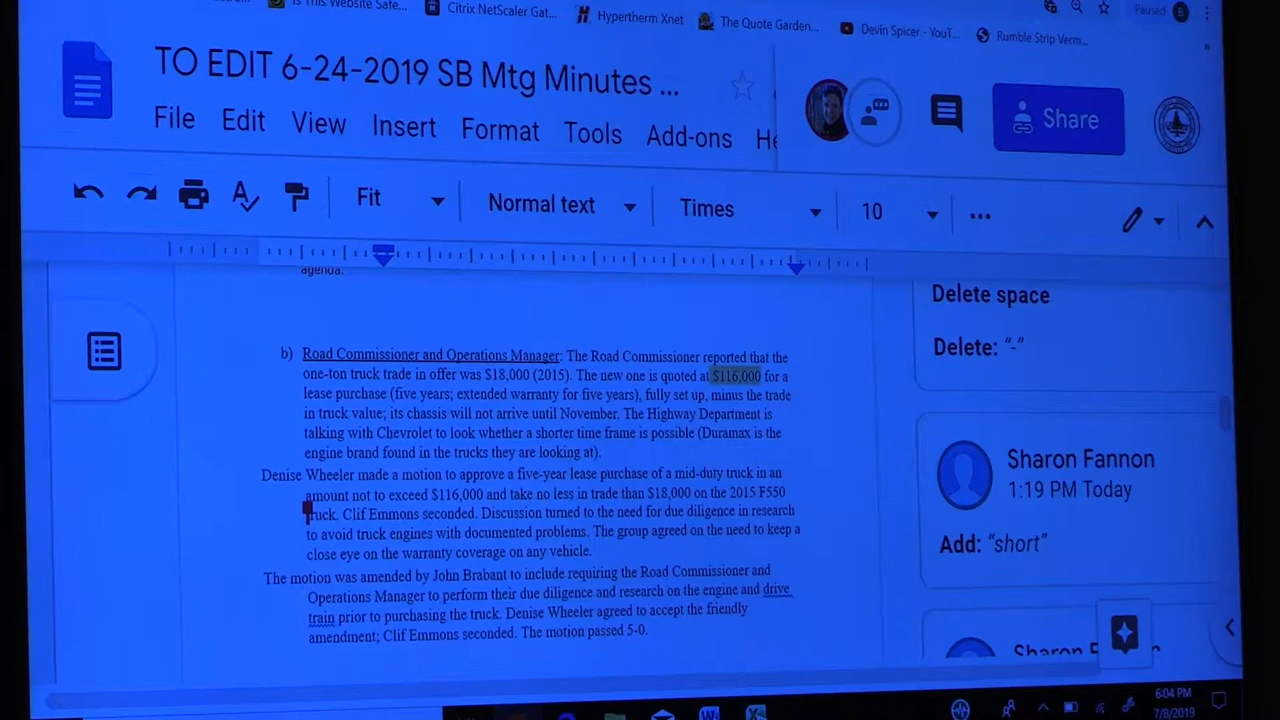 Is This Website Safe...
Citrix NetScaler Gat...
Hypertherm Xnet
The Quote Garden...
Devin Spicer - YouT...
Rumble Strip Verm...
Paused
B
»
TO EDIT 6-24-2019 SB Mtg Minutes ...
File Edit View Insert Format Tools Add-ons He
Share
Fit
Normal text
Times
10
agenda.
b) Road Commissioner and Operations Manager: The Road Commissioner reported that the
one-ton truck trade in offer was $18,000 (2015). The new one is quoted at $116,000 for a
lease purchase (five years; extended warranty for five years), fully set up, minus the trade
in truck value; its chassis will not arrive until November. The Highway Department is
talking with Chevrolet to look whether a shorter time frame is possible (Duramax is the
engine brand found in the trucks they are looking at).
Denise Wheeler made a motion to approve a five-year lease purchase of a mid-duty truck in an
amount not to exceed $116,000 and take no less in trade than $18,000 on the 2015 F550
truck. Clif Emmons seconded. Discussion turned to the need for due diligence in research
to avoid truck engines with documented problems. The group agreed on the need to keep a
close eye on the warranty coverage on any vehicle.
The motion was amended by John Brabant to include requiring the Road Commissioner and
Operations Manager to perform their due diligence and research on the engine and drive
train prior to purchasing the truck. Denise Wheeler agreed to accept the friendly
amendment; Clif Emmons seconded. The motion passed 5-0.
Delete space
Delete: "-"
Sharon Fannon
1:19 PM Today
Add: "short"
Sharon F
6:04 PM
7/8/2019